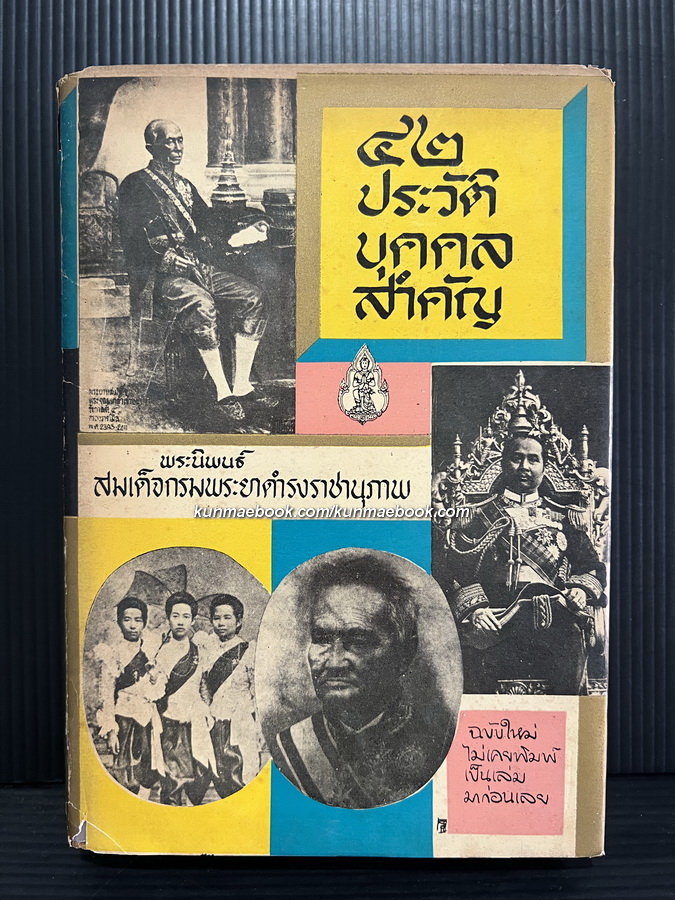 ๔๒
ประวัติ
บุคคล
สำคัญ
พระนิพนธ์
สมเด็จกรมพระยาดำรงราชานุภาพ
kunmaebook.com/kunmaebook.com
ฉบับใหม่
ไม่เคยพิมพ์
เป็นเล่ม
มาก่อนเลย